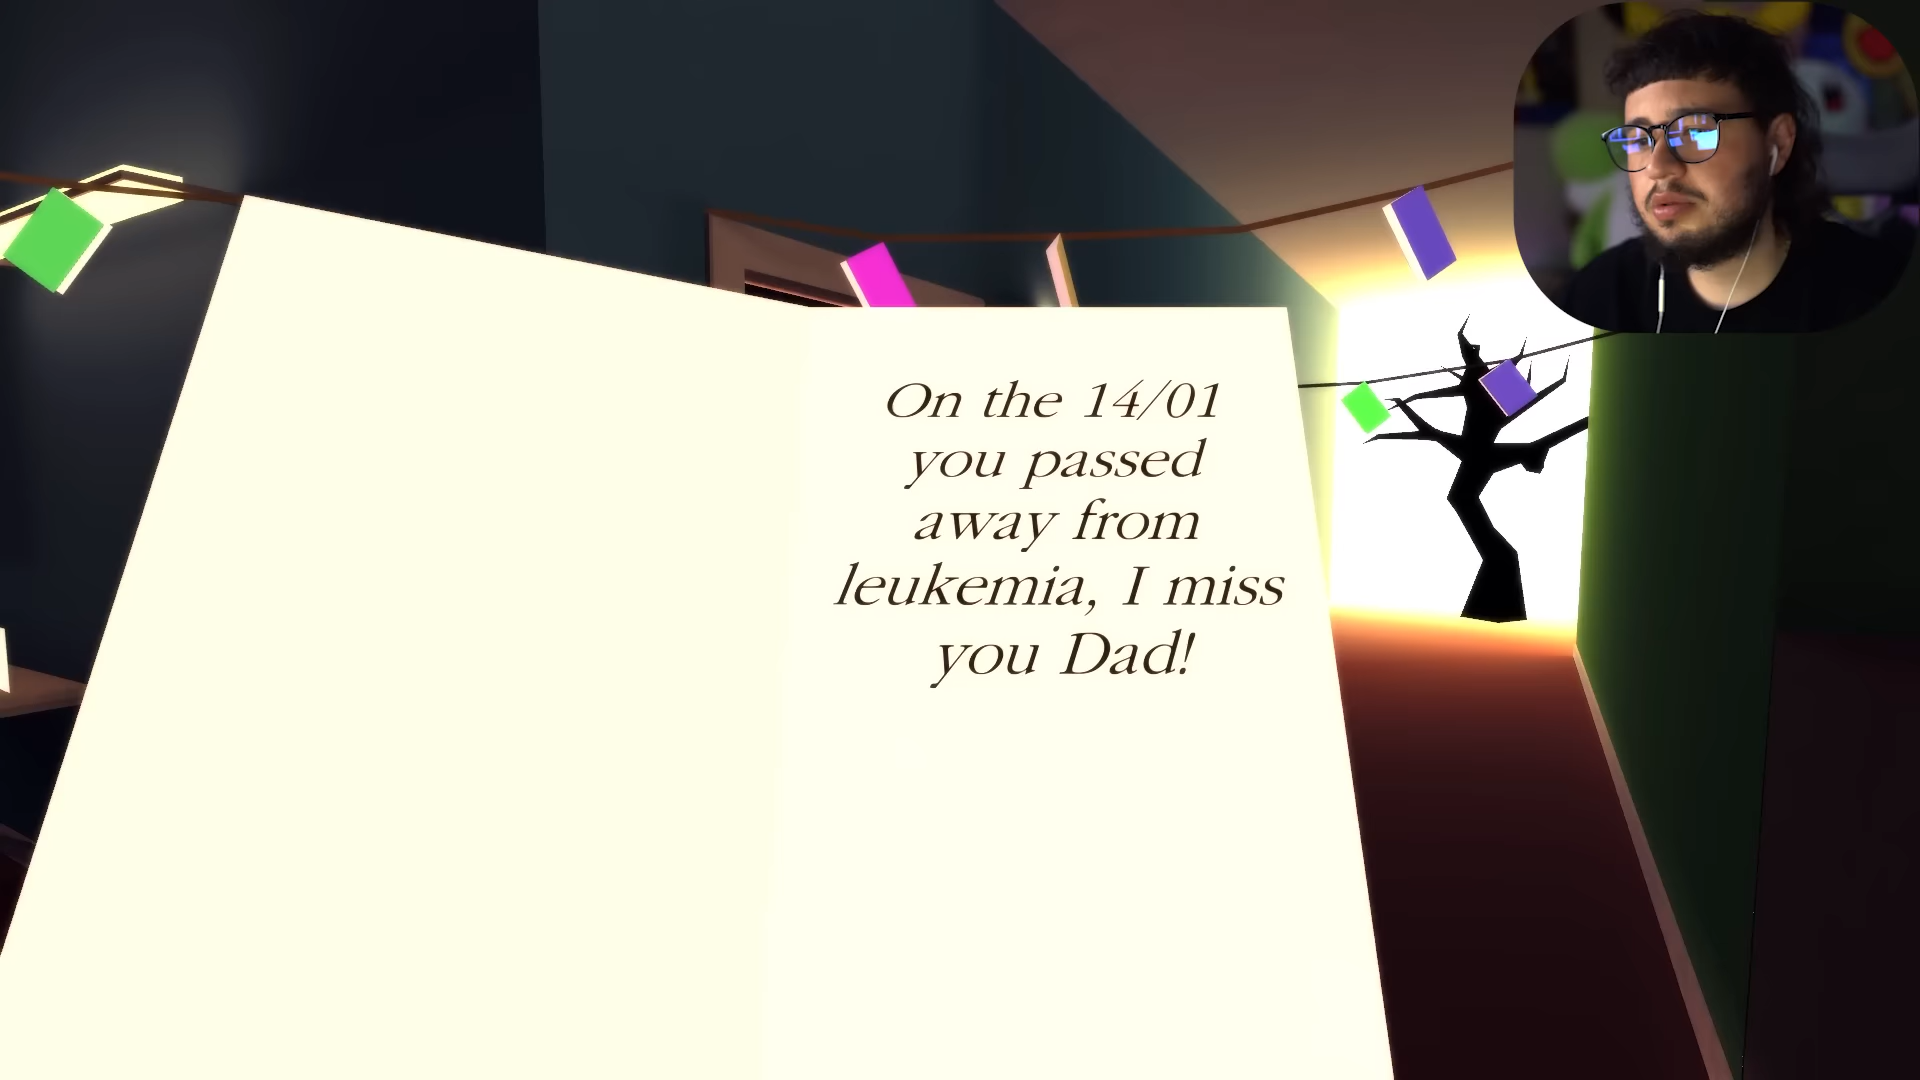 On the 14/01
you passed
away from
leukemia, I miss
you Dad!